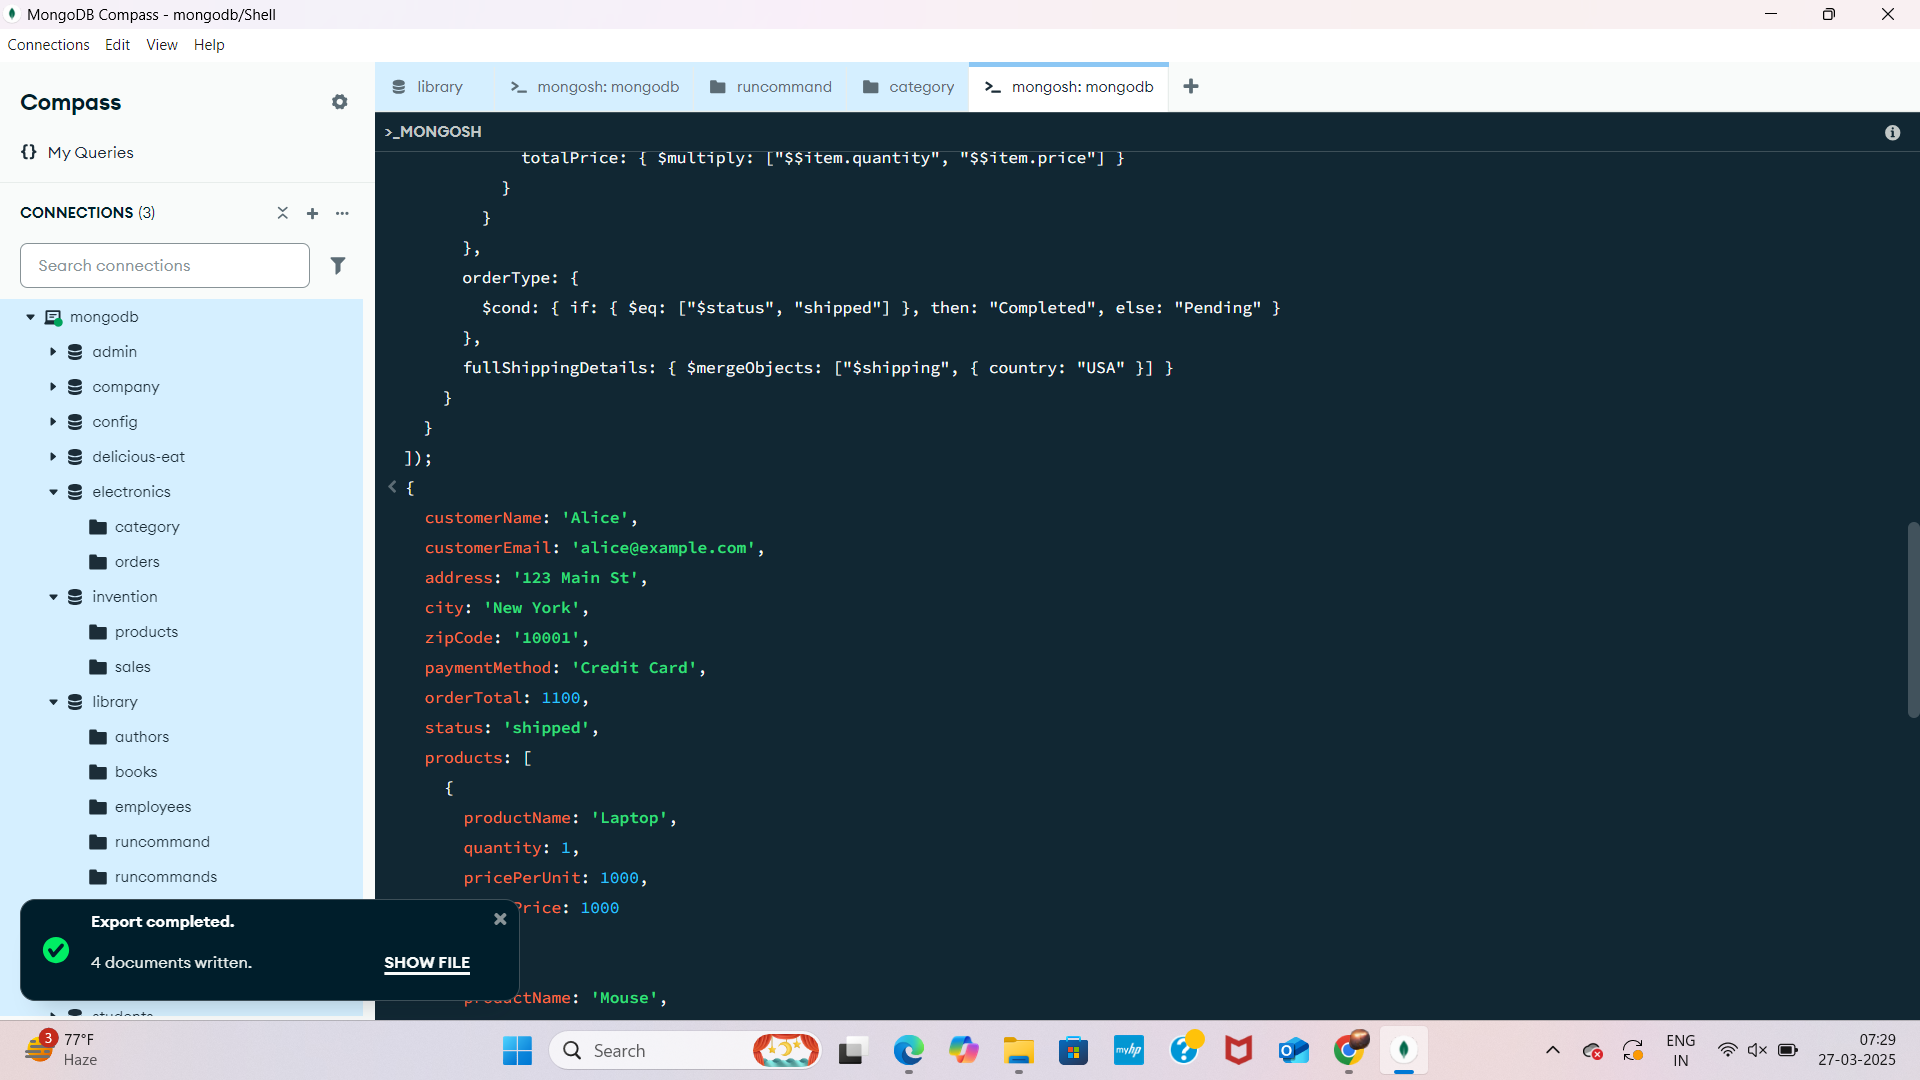 MongoDB Compass - mongodb/Shell
Connections Edit View Help
Compass
My Queries
CONNECTIONS (3)
Search connections
mongodb
admin
company
config
delicious-eat
electronics
category
orders
invention
products
sales
library
authors
books
employees
runcommand
runcommands
students
library
>_ mongosh: mongodb
runcommand
category
>_ mongosh: mongodb
+
>_MONGOSH
totalPrice: { $multiply: ["$$item.quantity", "$$item.price"] }
}
}
},
orderType: {
$cond: { if: { $eq: ["$status", "shipped"] }, then: "Completed", else: "Pending" }
},
fullShippingDetails: { $mergeObjects: ["$shipping", { country: "USA" }] }
}
}
]);
< {
customerName: 'Alice',
customerEmail: 'alice@example.com',
address: '123 Main St',
city: 'New York',
zipCode: '10001',
paymentMethod: 'Credit Card',
orderTotal: 1100,
status: 'shipped',
products: [
{
productName: 'Laptop',
quantity: 1,
pricePerUnit: 1000,
Price: 1000
productName: 'Mouse',
Export completed.
4 documents written.
SHOW FILE
3
77°F
Haze
Search
myhp
ENG
IN
07:29
27-03-2025